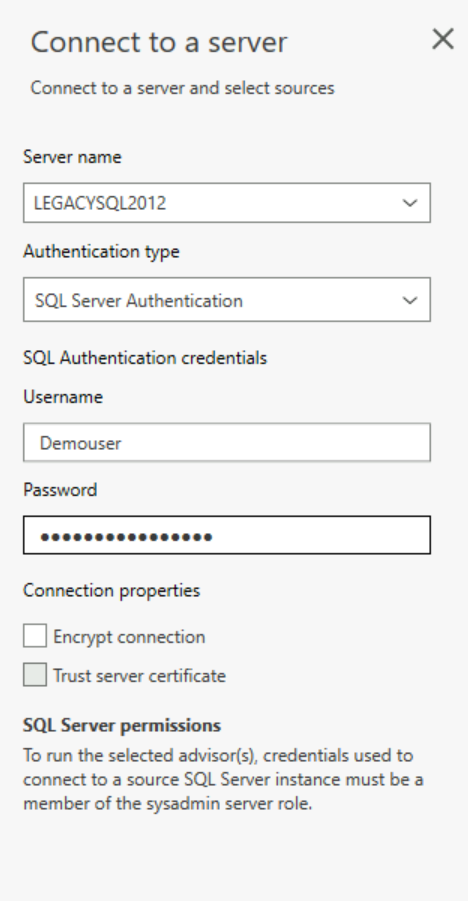 Connect to a server
Connect to a server and select sources
Server name
LEGACYSQL2012
Authentication type
SQL Server Authentication
SQL Authentication credentials
Username
Demouser
Password
••••••••••••••••
Connection properties
Encrypt connection
Trust server certificate
SQL Server permissions
To run the selected advisor(s), credentials used to
connect to a source SQL Server instance must be a
member of the sysadmin server role.